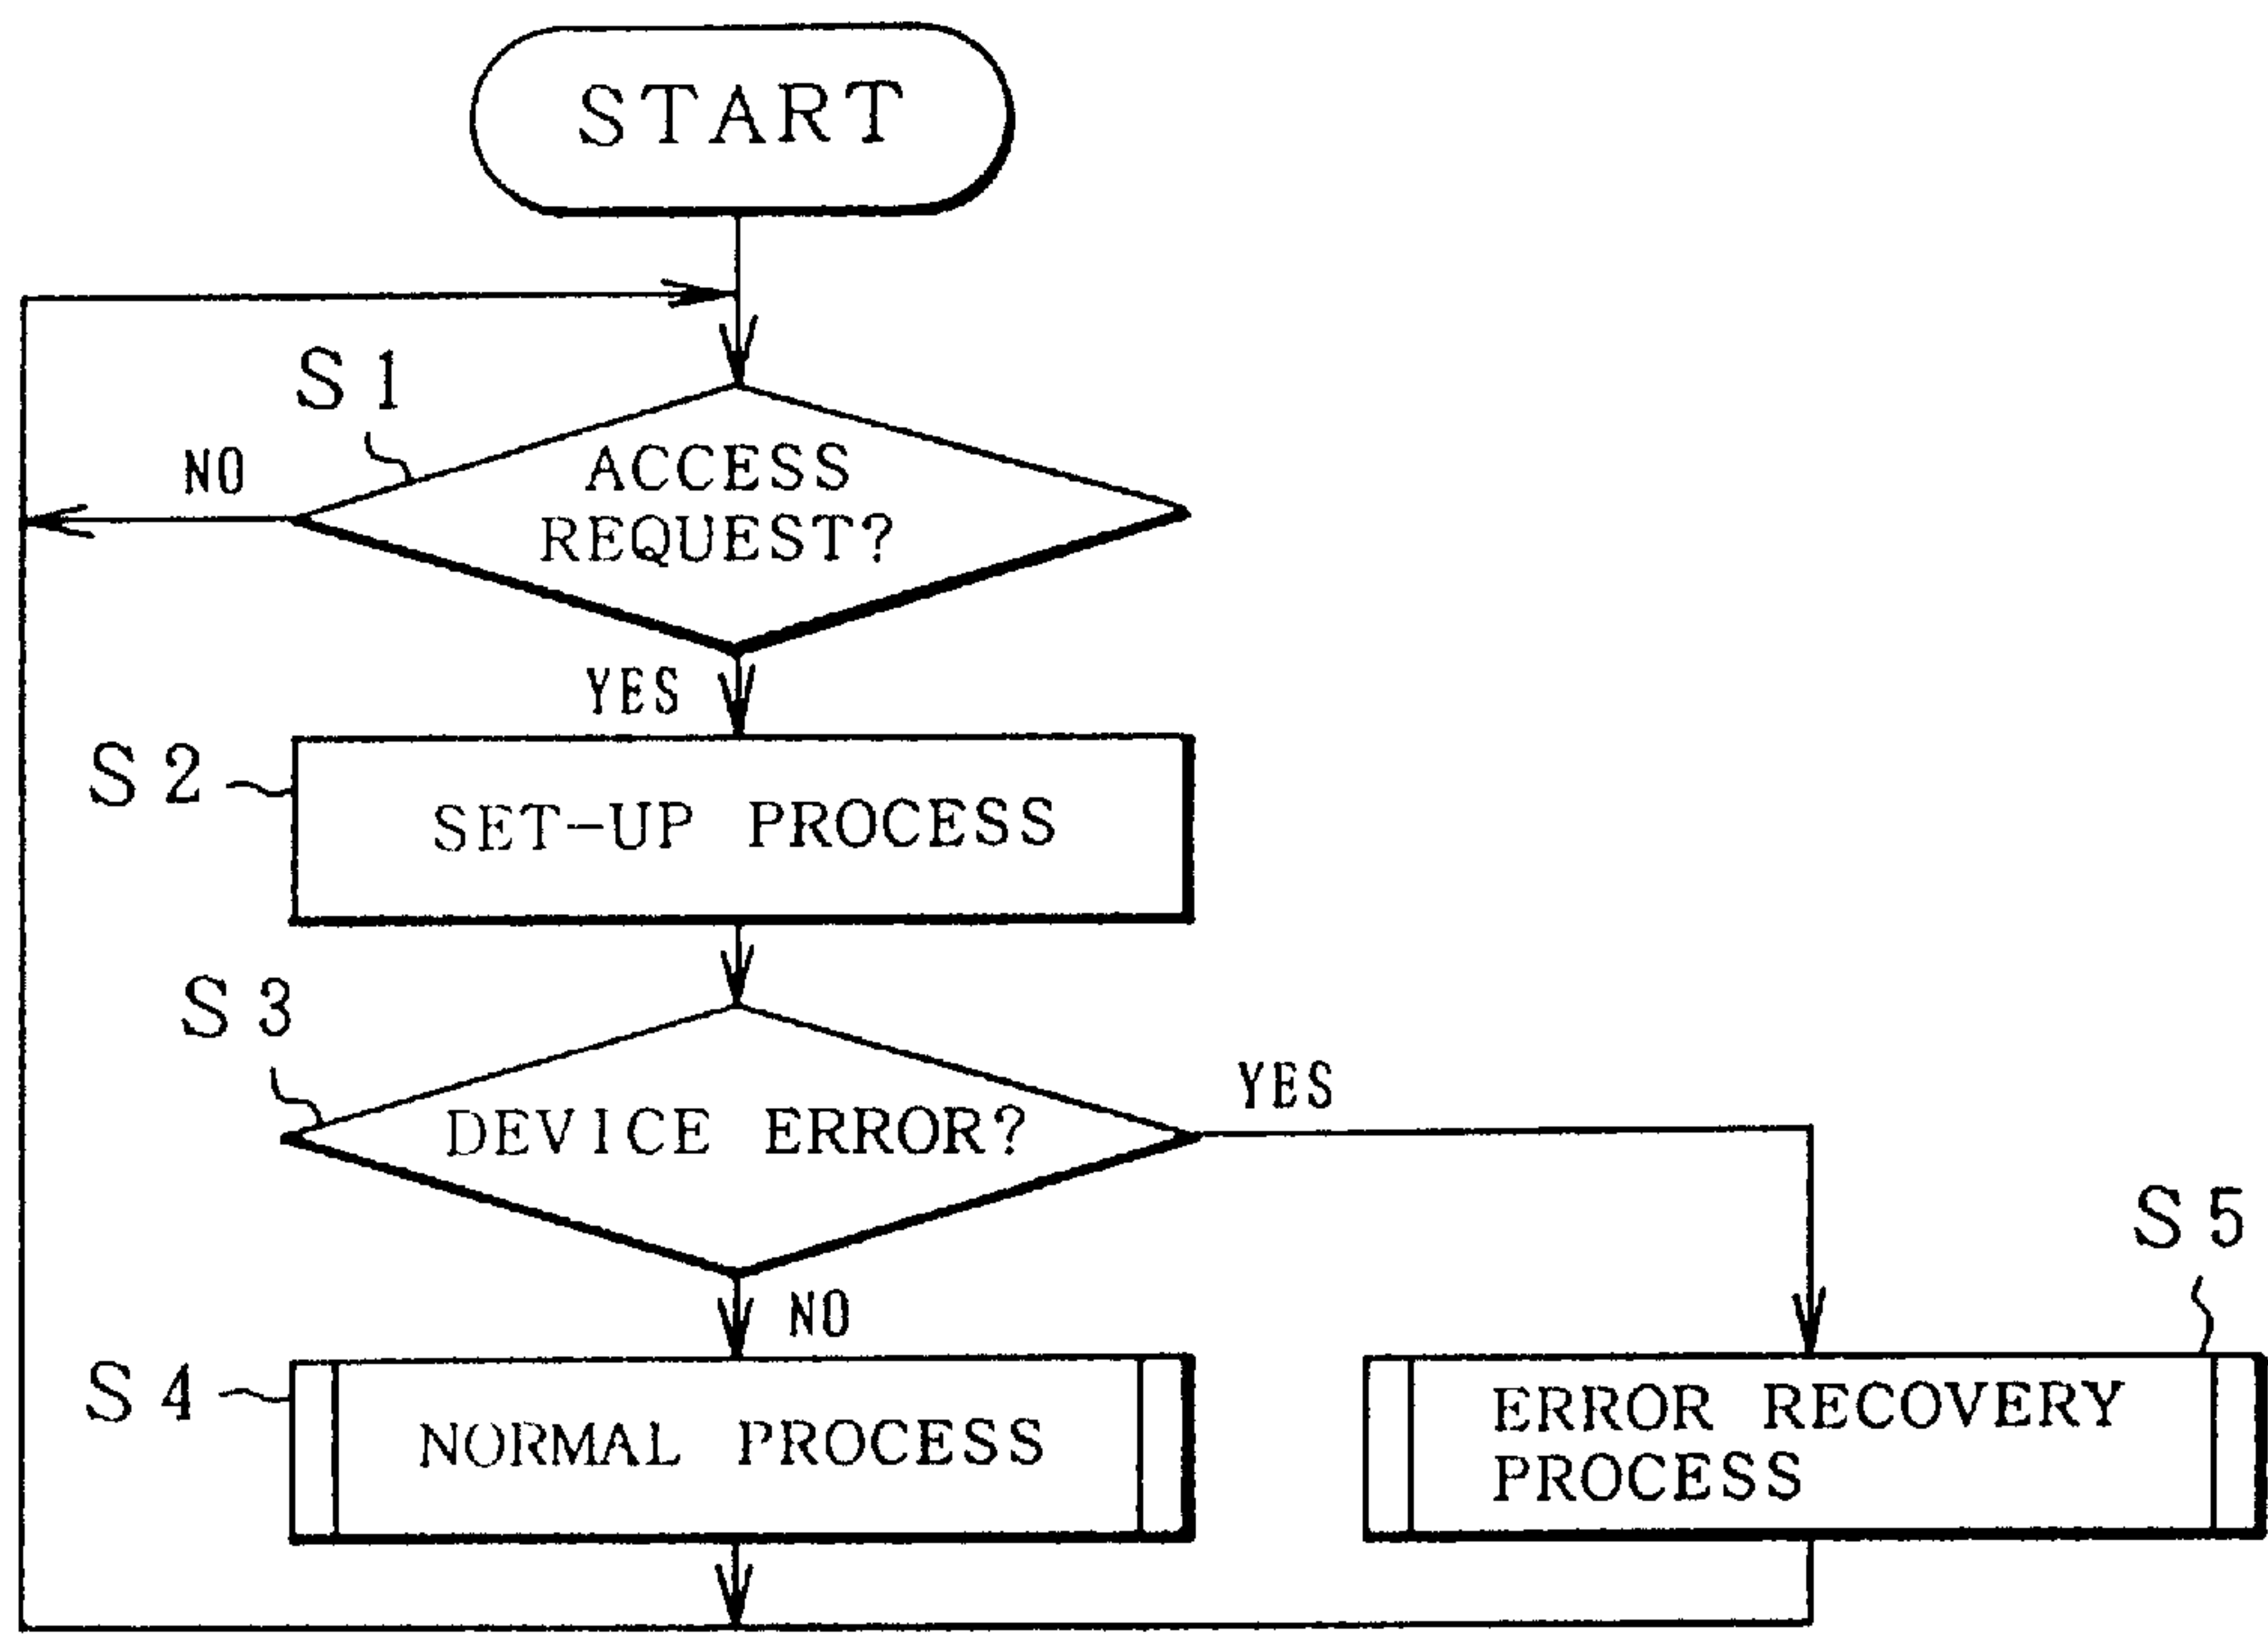 START
S1
NO
ACCESS
REQUEST?
YES
S2
SET-UP PROCESS
S3
DEVICE ERROR?
YES
S5
NO
S4
NORMAL PROCESS
ERROR RECOVERY
PROCESS